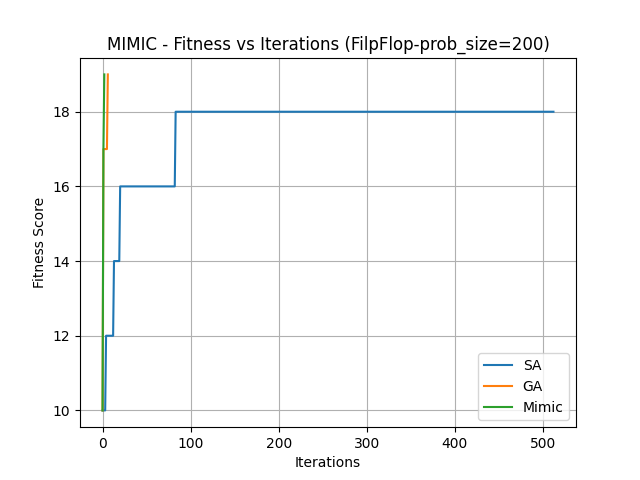 MIMIC - Fitness vs Iterations (FilpFlop-prob_size=200)
Fitness Score
18
16
14
12
10
0 100 200 300 400 500
Iterations
SA
GA
Mimic